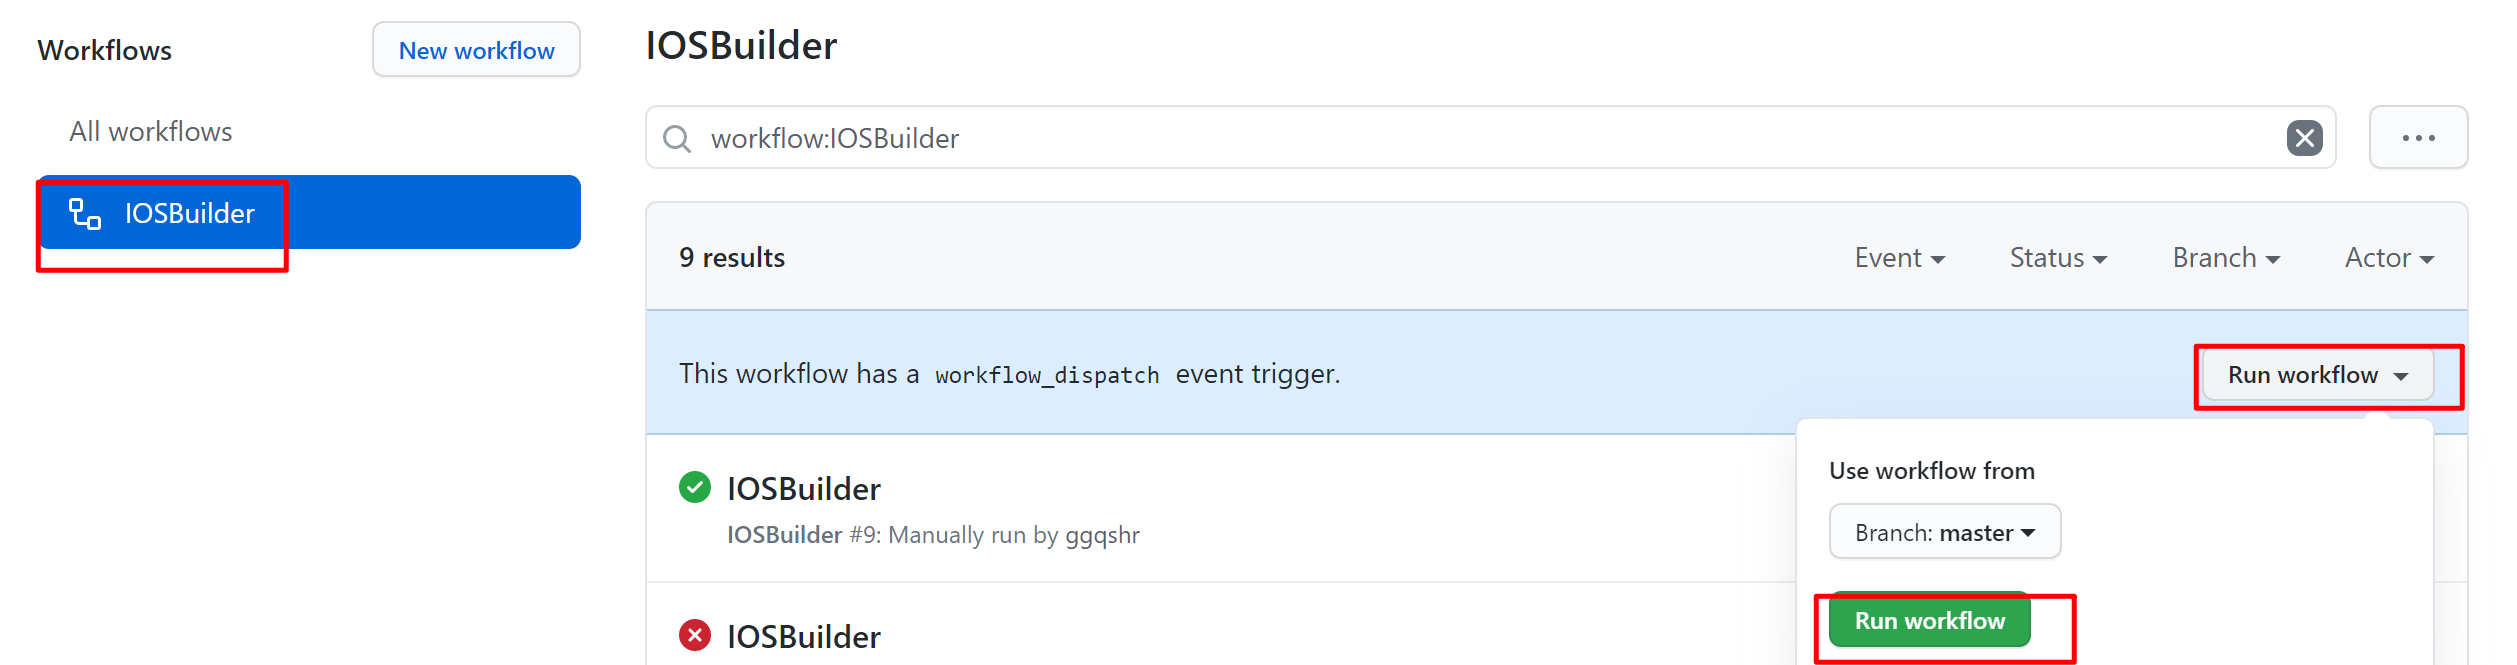 Workflows
New workflow
All workflows
IOSBuilder
IOSBuilder
workflow:IOSBuilder
9 results
Event
Status
Branch
Actor
This workflow has a workflow_dispatch event trigger.
Run workflow
Use workflow from
Branch: master
Run workflow
IOSBuilder
IOSBuilder #9: Manually run by ggqshr
IOSBuilder